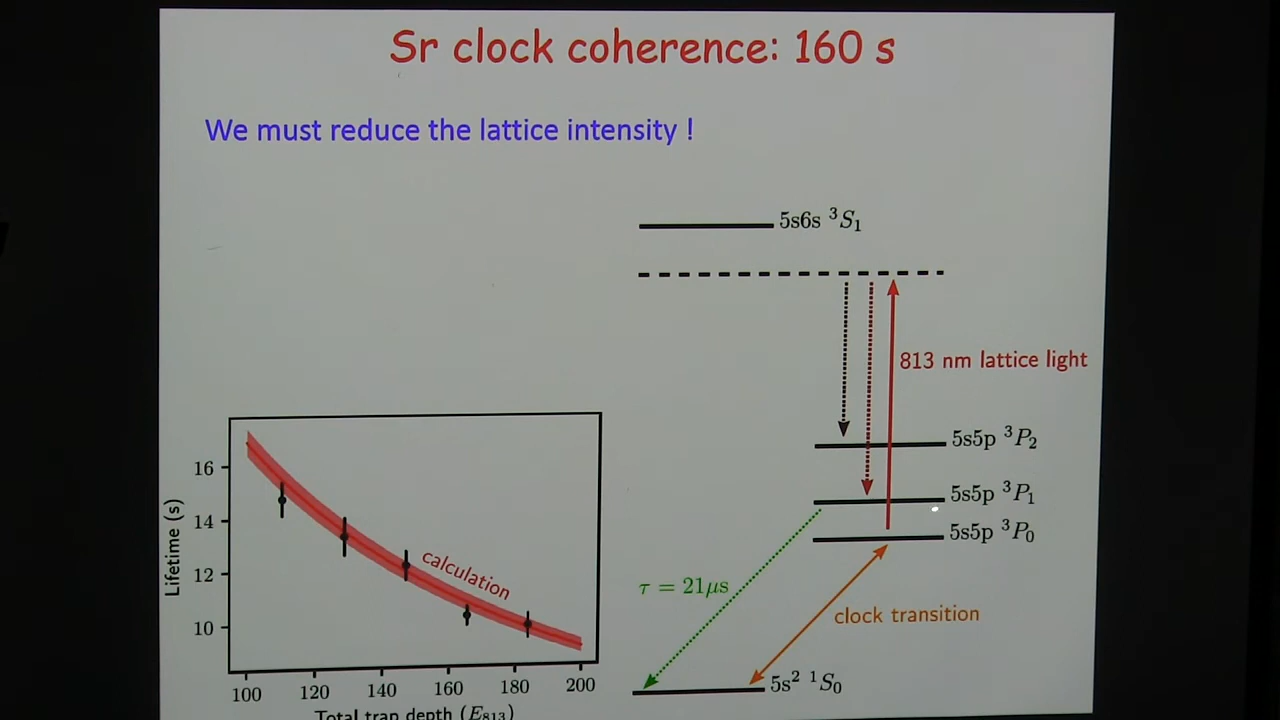 Sr clock coherence: 160 s
We must reduce the lattice intensity !
5s6s ³S₁
813 nm lattice light
5s5p ³P₂
5s5p ³P₁
5s5p ³P₀
τ = 21μs
clock transition
5s² ¹S₀
Lifetime (s)
16
14
12
10
calculation
100 120 140 160 180 200
Total trap depth (E₈₁₃)